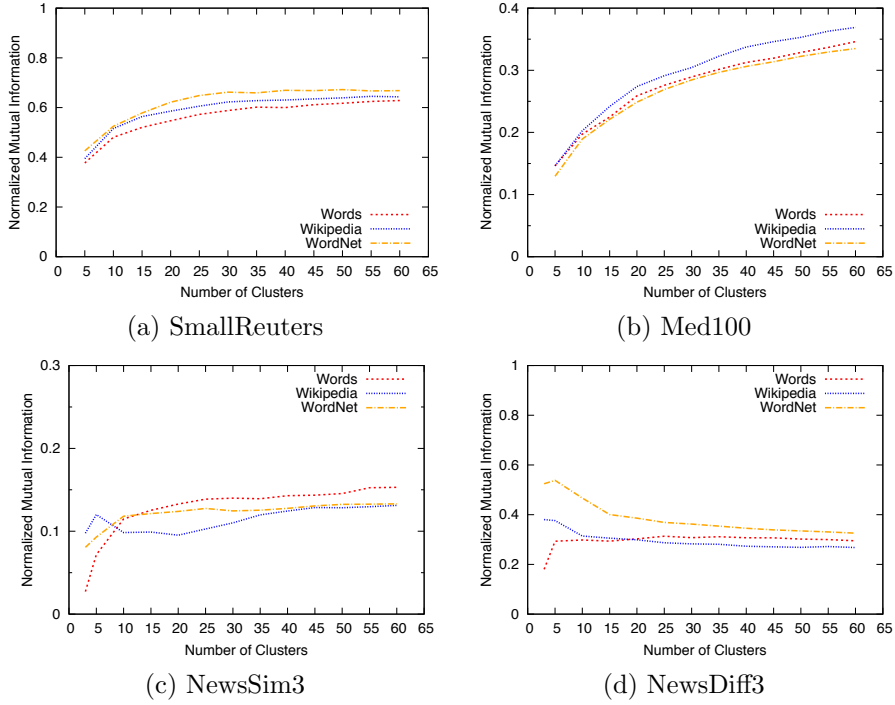 1
0.8
0.6
0.4
0.2
0
Normalized Mutual Information
Words
Wikipedia
WordNet
0 5 10 15 20 25 30 35 40 45 50 55 60 65
Number of Clusters
(a) SmallReuters
0.4
0.3
0.2
0.1
0
Normalized Mutual Information
Words
Wikipedia
WordNet
0 5 10 15 20 25 30 35 40 45 50 55 60 65
Number of Clusters
(b) Med100
0.3
0.2
0.1
0
Normalized Mutual Information
Words
Wikipedia
WordNet
0 5 10 15 20 25 30 35 40 45 50 55 60 65
Number of Clusters
(c) NewsSim3
1
0.8
0.6
0.4
0.2
0
Normalized Mutual Information
Words
Wikipedia
WordNet
0 5 10 15 20 25 30 35 40 45 50 55 60 65
Number of Clusters
(d) NewsDiff3